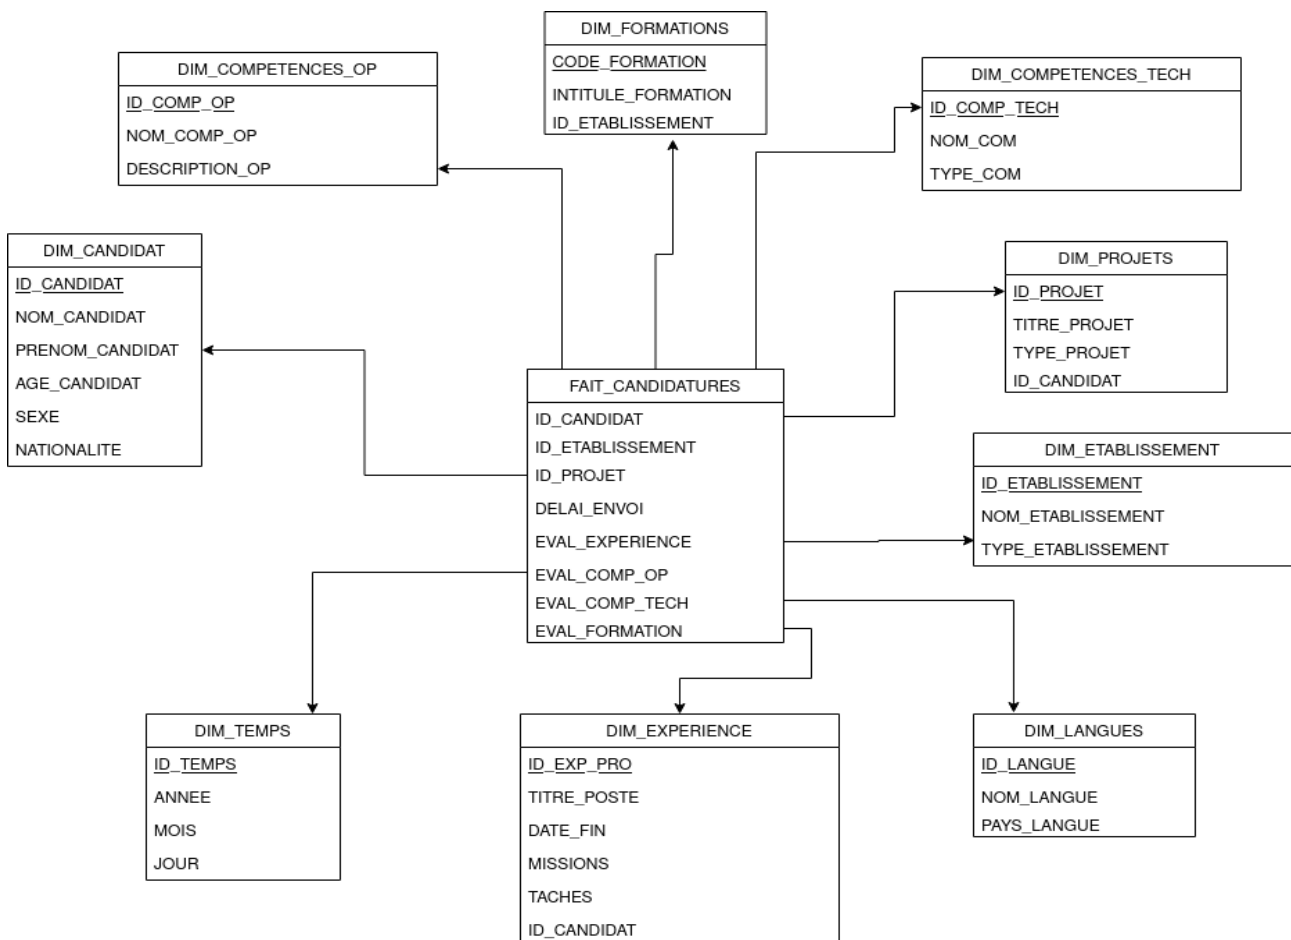 DIM_FORMATIONS
CODE_FORMATION
INTITULE_FORMATION
ID_ETABLISSEMENT
DIM_COMPETENCES_OP
ID_COMP_OP
NOM_COMP_OP
DESCRIPTION_OP
DIM_COMPETENCES_TECH
ID_COMP_TECH
NOM_COM
TYPE_COM
DIM_CANDIDAT
ID_CANDIDAT
NOM_CANDIDAT
PRENOM_CANDIDAT
AGE_CANDIDAT
SEXE
NATIONALITE
DIM_PROJETS
ID_PROJET
TITRE_PROJET
TYPE_PROJET
ID_CANDIDAT
FAIT_CANDIDATURES
ID_CANDIDAT
ID_ETABLISSEMENT
ID_PROJET
DELAI_ENVOI
EVAL_EXPERIENCE
EVAL_COMP_OP
EVAL_COMP_TECH
EVAL_FORMATION
DIM_ETABLISSEMENT
ID_ETABLISSEMENT
NOM_ETABLISSEMENT
TYPE_ETABLISSEMENT
DIM_TEMPS
ID_TEMPS
ANNEE
MOIS
JOUR
DIM_EXPERIENCE
ID_EXP_PRO
TITRE_POSTE
DATE_FIN
MISSIONS
TACHES
ID_CANDIDAT
DIM_LANGUES
ID_LANGUE
NOM_LANGUE
PAYS_LANGUE